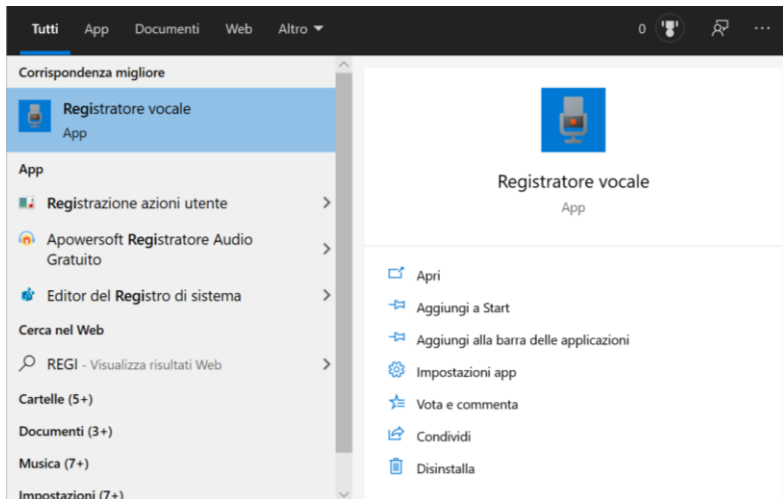 Tutti App Documenti Web Altro 0 ...
Corrispondenza migliore
Registratore vocale
App
App
Registrazione azioni utente
Apowersoft Registratore Audio
Gratuito
Editor del Registro di sistema
Cerca nel Web
REGI - Visualizza risultati Web
Cartelle (5+)
Documenti (3+)
Musica (7+)
Impostazioni (7+)
Registratore vocale
App
Apri
Aggiungi a Start
Aggiungi alla barra delle applicazioni
Impostazioni app
Vota e commenta
Condividi
Disinstalla